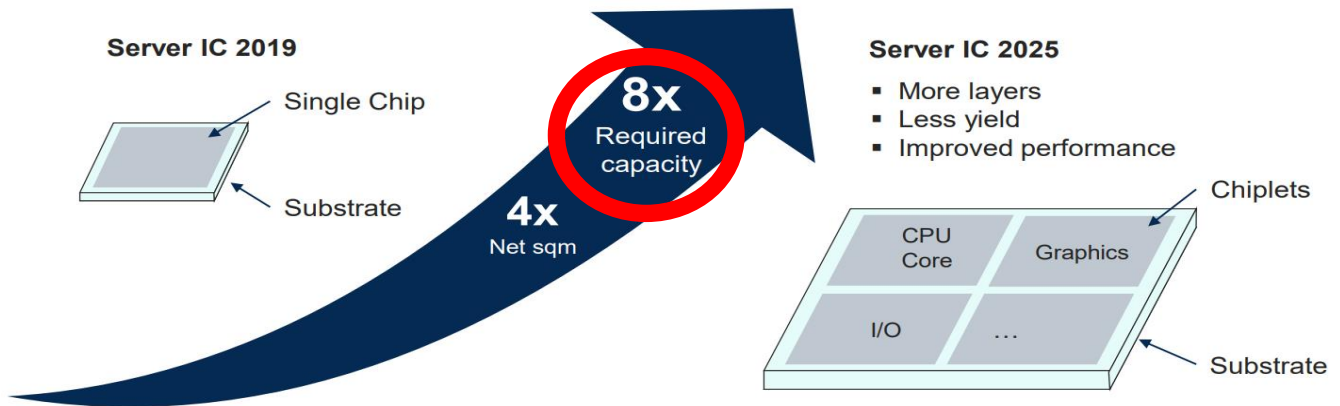 Server IC 2019
Single Chip
Substrate
8x
Required
capacity
4x
Net sqm
Server IC 2025
▪ More layers
▪ Less yield
▪ Improved performance
Chiplets
CPU
Core
Graphics
I/O
...
Substrate